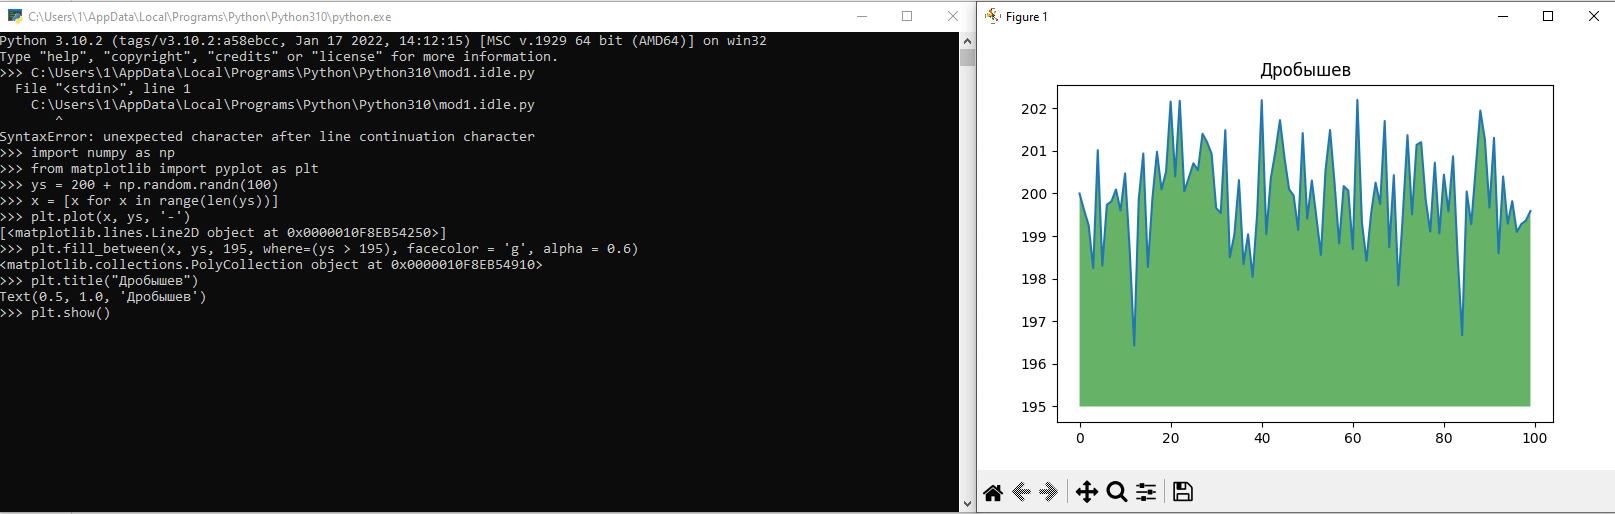 C:\Users\1\AppData\Local\Programs\Python\Python310\python.exe
Python 3.10.2 (tags/v3.10.2:a58ebcc, Jan 17 2022, 14:12:15) [MSC v.1929 64 bit (AMD64)] on win32
Type "help", "copyright", "credits" or "license" for more information.
>>> C:\Users\1\AppData\Local\Programs\Python\Python310\mod1.idle.py
  File "<stdin>", line 1
    C:\Users\1\AppData\Local\Programs\Python\Python310\mod1.idle.py
       ^
SyntaxError: unexpected character after line continuation character
>>> import numpy as np
>>> from matplotlib import pyplot as plt
>>> ys = 200 + np.random.randn(100)
>>> x = [x for x in range(len(ys))]
>>> plt.plot(x, ys, '-')
[<matplotlib.lines.Line2D object at 0x0000010F8EB54250>]
>>> plt.fill_between(x, ys, 195, where=(ys > 195), facecolor = 'g', alpha = 0.6)
<matplotlib.collections.PolyCollection object at 0x0000010F8EB54910>
>>> plt.title("Дробышев")
Text(0.5, 1.0, 'Дробышев')
>>> plt.show()
Figure 1
Дробышев
202
201
200
199
198
197
196
195
0 20 40 60 80 100